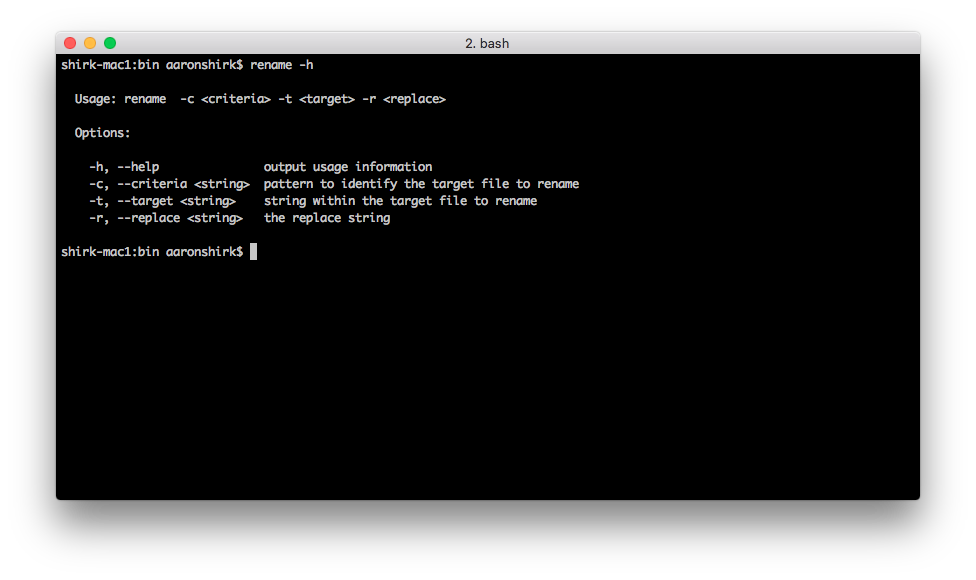 2. bash
shirk-mac1:bin aaronshirk$ rename -h
Usage: rename  -c <criteria> -t <target> -r <replace>
Options:
-h, --help               output usage information
-c, --criteria <string>  pattern to identify the target file to rename
-t, --target <string>    string within the target file to rename
-r, --replace <string>   the replace string
shirk-mac1:bin aaronshirk$